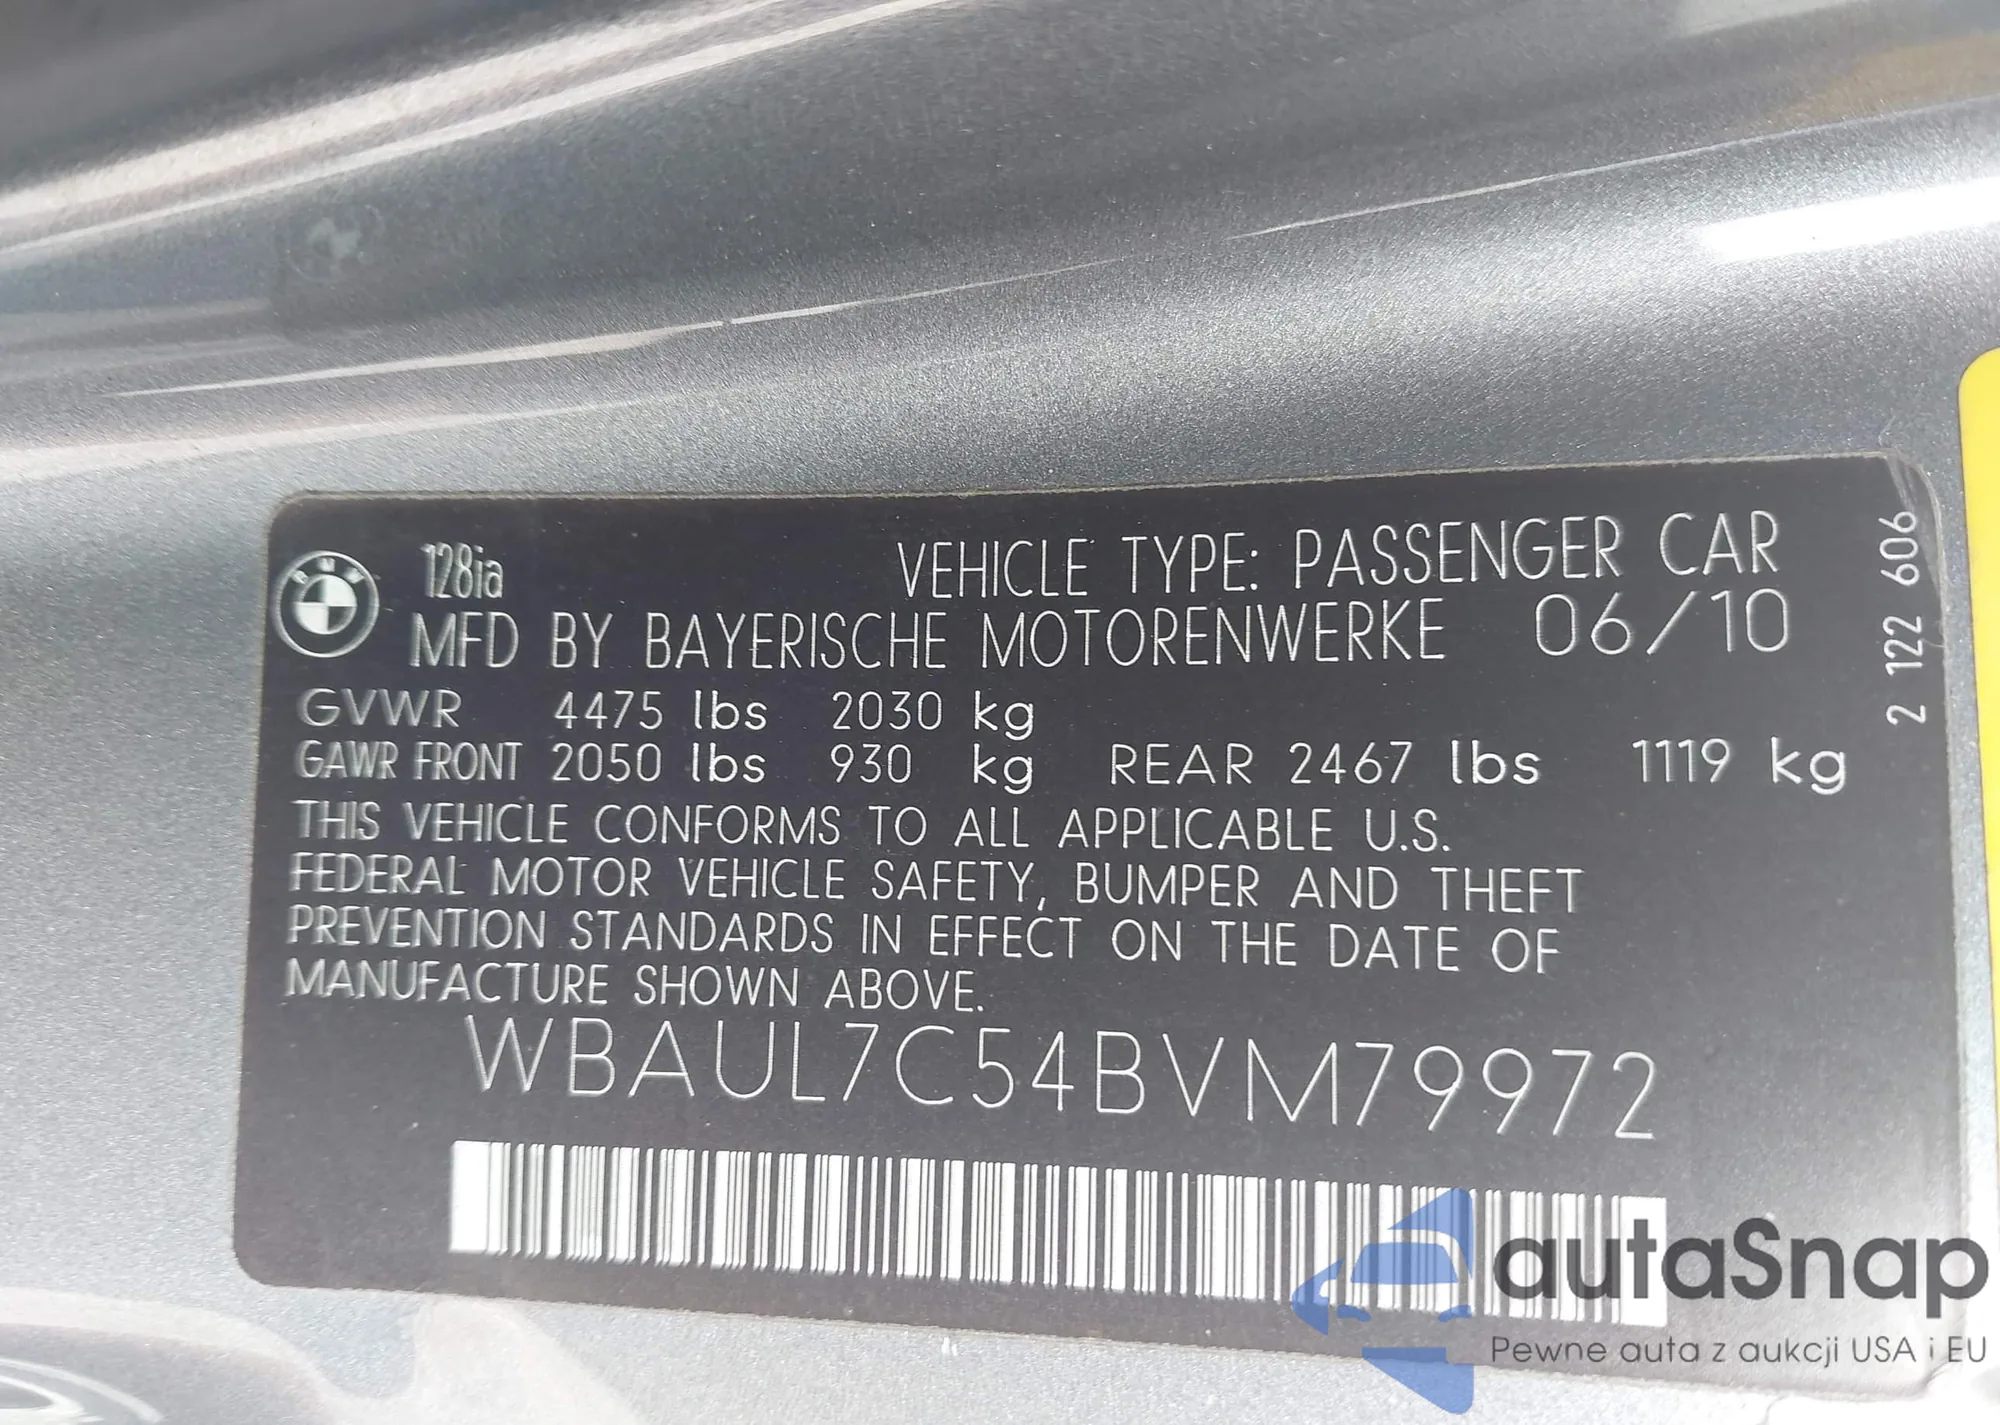 BMW
128ia
VEHICLE TYPE: PASSENGER CAR
MFD BY BAYERISCHE MOTORENWERKE 06/10
GVWR 4475 lbs 2030 kg
GAWR FRONT 2050 lbs 930 kg REAR 2467 lbs 1119 kg
THIS VEHICLE CONFORMS TO ALL APPLICABLE U.S.
FEDERAL MOTOR VEHICLE SAFETY, BUMPER AND THEFT
PREVENTION STANDARDS IN EFFECT ON THE DATE OF
MANUFACTURE SHOWN ABOVE.
WBAUL7C54BVM79972
2 122 606
autaSnap
Pewne auta z aukcji USA i EU